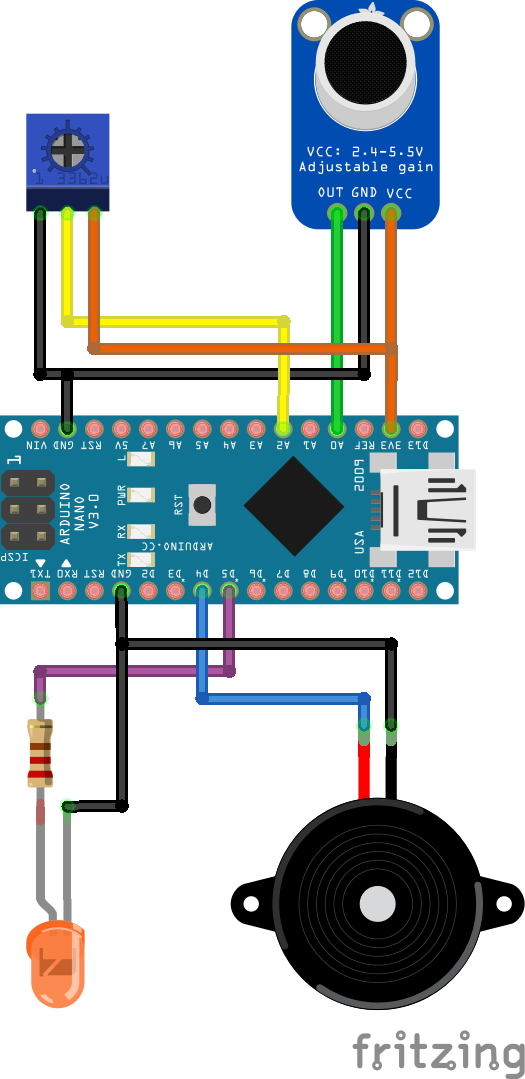 1 3362u
VCC: 2.4-5.5V
Adjustable gain
OUT GND VCC
VIN GND RST 5V A7 A6 A5 A4 A3 A2 A1 A0 REF 3V3 D13
1
L
PWR
RX
TX
ARDUINO
NANO
V3.0
ICSP
RST
ARDUINO.CC
2009
USA
TX1 RX0 RST GND D2 D3 D4 D5 D6 D7 D8 D9 D10 D11 D12
fritzing